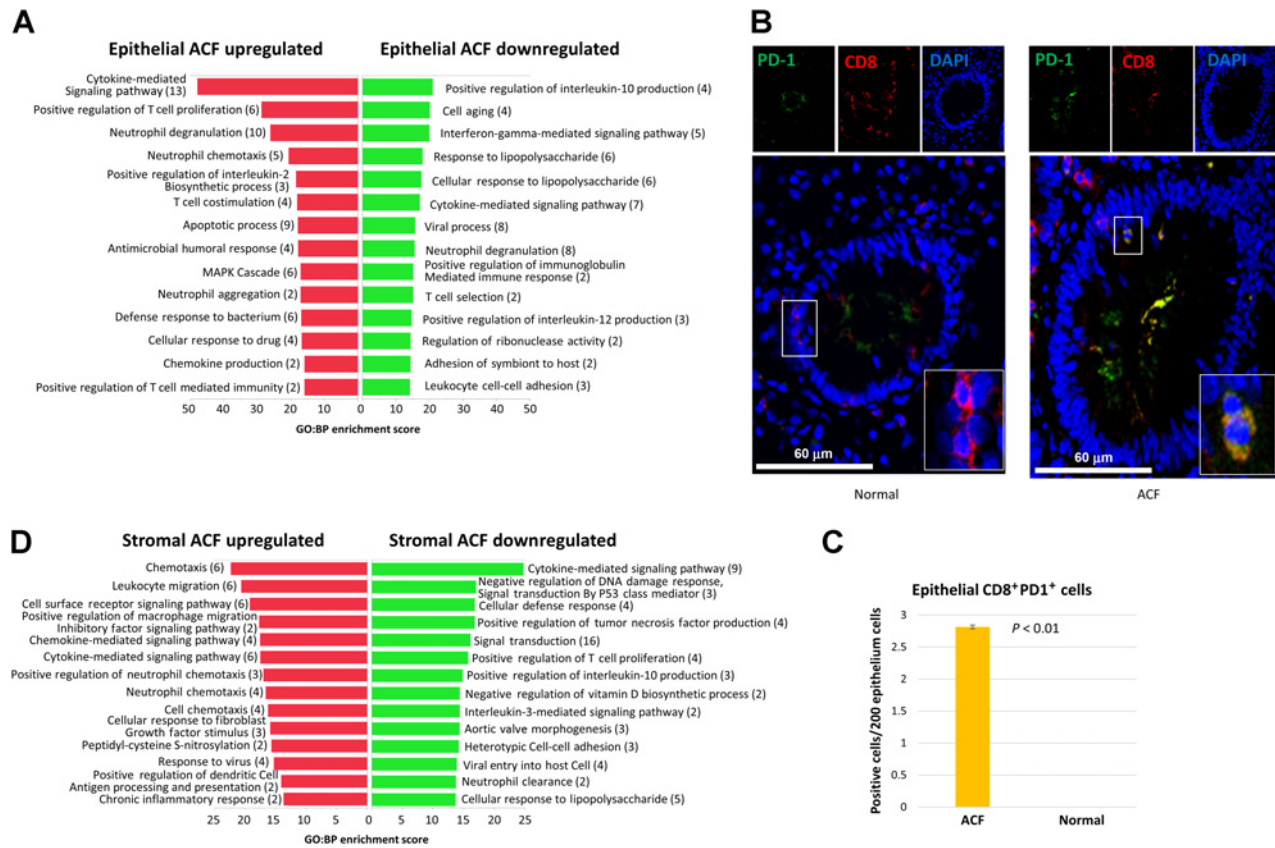 A
Epithelial ACF upregulated
Epithelial ACF downregulated
Cytokine-mediated
Signaling pathway (13)
Positive regulation of T cell proliferation (6)
Neutrophil degranulation (10)
Neutrophil chemotaxis (5)
Positive regulation of interleukin-2
Biosynthetic process (3)
T cell costimulation (4)
Apoptotic process (9)
Antimicrobial humoral response (4)
MAPK Cascade (6)
Neutrophil aggregation (2)
Defense response to bacterium (6)
Cellular response to drug (4)
Chemokine production (2)
Positive regulation of T cell mediated immunity (2)
Positive regulation of interleukin-10 production (4)
Cell aging (4)
Interferon-gamma-mediated signaling pathway (5)
Response to lipopolysaccharide (6)
Cellular response to lipopolysaccharide (6)
Cytokine-mediated signaling pathway (7)
Viral process (8)
Neutrophil degranulation (8)
Positive regulation of immunoglobulin
Mediated immune response (2)
T cell selection (2)
Positive regulation of interleukin-12 production (3)
Regulation of ribonuclease activity (2)
Adhesion of symbiont to host (2)
Leukocyte cell-cell adhesion (3)
50 40 30 20 10 0 10 20 30 40 50
GO:BP enrichment score
B
PD-1 CD8 DAPI
60 µm
Normal
PD-1 CD8 DAPI
60 µm
ACF
D
Stromal ACF upregulated
Stromal ACF downregulated
Chemotaxis (6)
Leukocyte migration (6)
Cell surface receptor signaling pathway (6)
Positive regulation of macrophage migration
Inhibitory factor signaling pathway (2)
Chemokine-mediated signaling pathway (4)
Cytokine-mediated signaling pathway (6)
Positive regulation of neutrophil chemotaxis (3)
Neutrophil chemotaxis (4)
Cell chemotaxis (4)
Cellular response to fibroblast
Growth factor stimulus (3)
Peptidyl-cysteine S-nitrosylation (2)
Response to virus (4)
Positive regulation of dendritic Cell
Antigen processing and presentation (2)
Chronic inflammatory response (2)
Cytokine-mediated signaling pathway (9)
Negative regulation of DNA damage response,
Signal transduction By P53 class mediator (3)
Cellular defense response (4)
Positive regulation of tumor necrosis factor production (4)
Signal transduction (16)
Positive regulation of T cell proliferation (4)
Positive regulation of interleukin-10 production (3)
Negative regulation of vitamin D biosynthetic process (2)
Interleukin-3-mediated signaling pathway (2)
Aortic valve morphogenesis (3)
Heterotypic Cell-cell adhesion (3)
Viral entry into host Cell (4)
Neutrophil clearance (2)
Cellular response to lipopolysaccharide (5)
25 20 15 10 5 0 5 10 15 20 25
GO:BP enrichment score
C
Epithelial CD8+PD1+ cells
Positive cells/200 epithelium cells
3
2.5
2
1.5
1
0.5
0
P < 0.01
ACF Normal